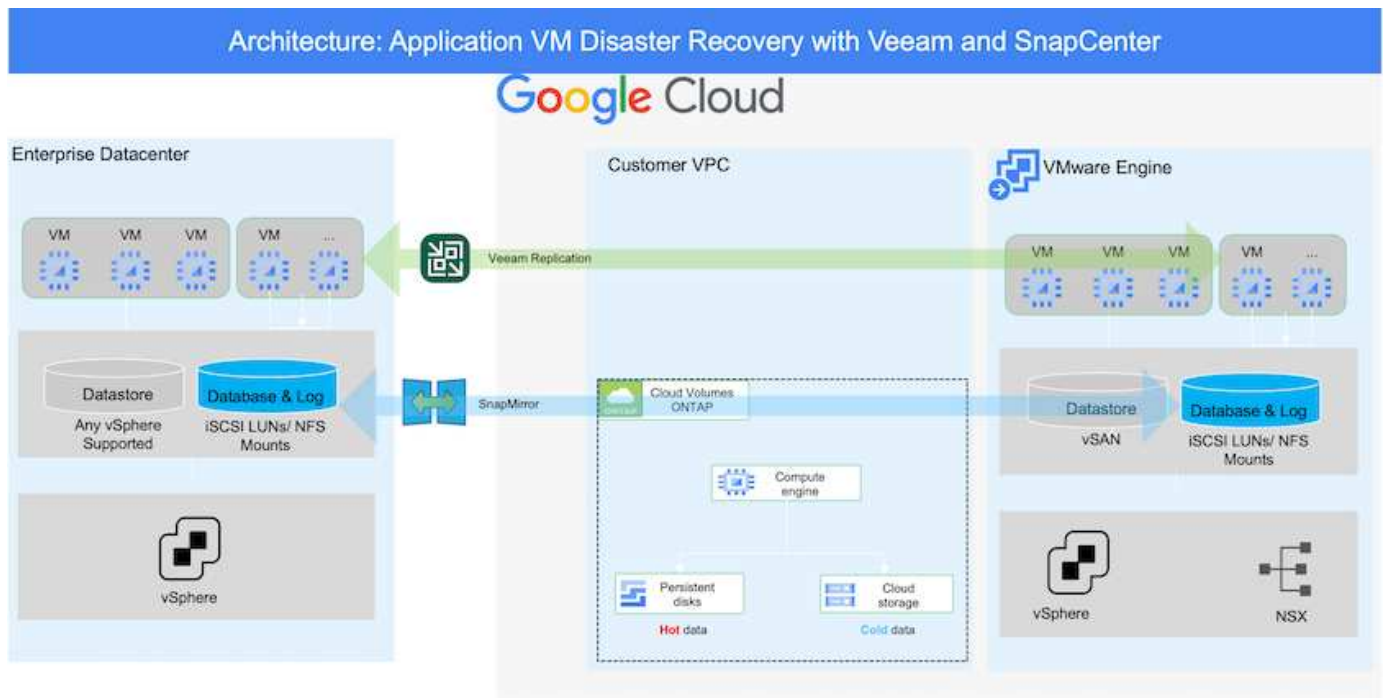 Architecture: Application VM Disaster Recovery with Veeam and SnapCenter
Google Cloud
Enterprise Datacenter
VM
VM
VM
VM
...
Datastore
Any vSphere
Supported
Database & Log
iSCSI LUNs/ NFS
Mounts
vSphere
Veeam Replication
SnapMirror
Customer VPC
ONTAP
Cloud Volumes
ONTAP
Compute
engine
Persistent
disks
Hot data
Cloud
storage
Cold data
VMware Engine
VM
VM
VM
VM
...
Datastore
vSAN
Database & Log
iSCSI LUNs/ NFS
Mounts
vSphere
NSX